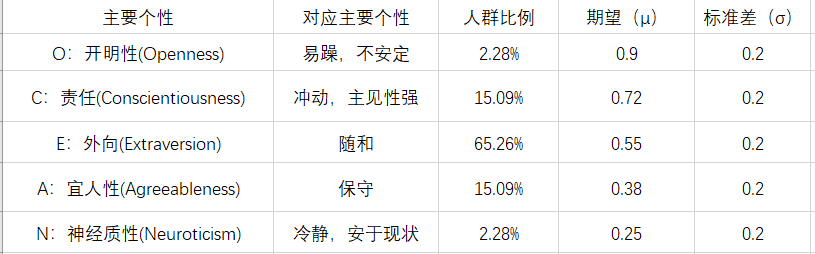 主要个性 对应主要个性 人群比例 期望（μ） 标准差（σ）
O：开明性(Openness) 易躁，不安定 2.28% 0.9 0.2
C：责任(Conscientiousness) 冲动，主见性强 15.09% 0.72 0.2
E：外向(Extraversion) 随和 65.26% 0.55 0.2
A：宜人性(Agreeableness) 保守 15.09% 0.38 0.2
N：神经质性(Neuroticism) 冷静，安于现状 2.28% 0.25 0.2